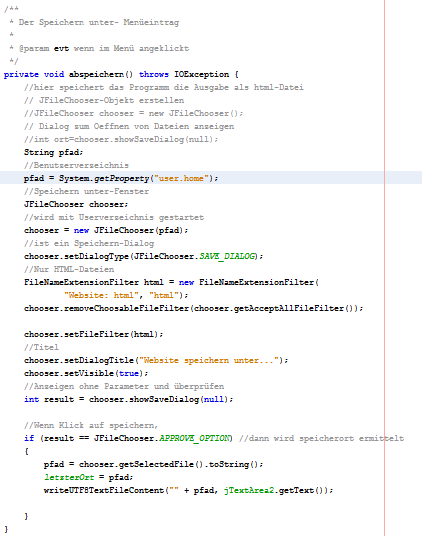 /**
 * Der Speichern unter- Menüeintrag
 *
 * @param evt wenn im Menü angeklickt
 */
private void abspeichern() throws IOException {
    //hier speichert das Programm die Ausgabe als html-Datei
    // JFileChooser-Objekt erstellen
    //JFileChooser chooser = new JFileChooser();
    // Dialog zum Oeffnen von Dateien anzeigen
    //int ort=chooser.showSaveDialog(null);
    String pfad;
    //Benutzerverzeichnis
    pfad = System.getProperty("user.home");
    //Speichern unter-Fenster
    JFileChooser chooser;
    //wird mit Userverzeichnis gestartet
    chooser = new JFileChooser(pfad);
    //ist ein Speichern-Dialog
    chooser.setDialogType(JFileChooser.SAVE_DIALOG);
    //Nur HTML-Dateien
    FileNameExtensionFilter html = new FileNameExtensionFilter(
            "Website: html", "html");
    chooser.removeChoosableFileFilter(chooser.getAcceptAllFileFilter());

    chooser.setFileFilter(html);
    //Titel
    chooser.setDialogTitle("Website speichern unter...");
    chooser.setVisible(true);
    //Anzeigen ohne Parameter und überprüfen
    int result = chooser.showSaveDialog(null);

    //Wenn Klick auf speichern,
    if (result == JFileChooser.APPROVE_OPTION) //dann wird speicherort ermittelt
    {
        pfad = chooser.getSelectedFile().toString();
        letzterOrt = pfad;
        writeUTF8TextFileContent("" + pfad, jTextArea2.getText());

    }
}